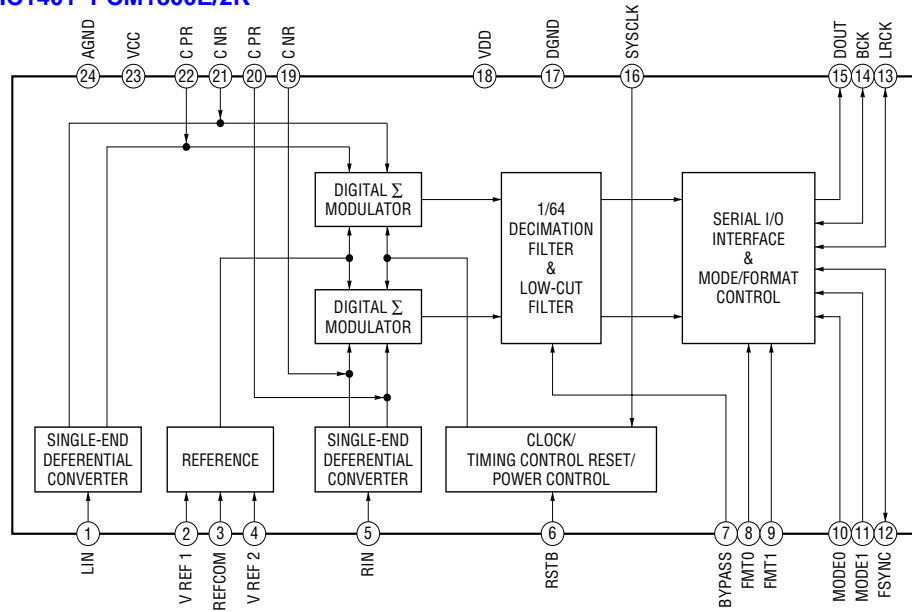 PCM1800E/2K
AGND
VCC
C PR
C NR
C PR
C NR
VDD
DGND
SYSCLK
DOUT
BCK
LRCK
24
23
22
21
20
19
18
17
16
15
14
13
DIGITAL Σ
MODULATOR
DIGITAL Σ
MODULATOR
1/64
DECIMATION
FILTER
&
LOW-CUT
FILTER
SERIAL I/O
INTERFACE
&
MODE/FORMAT
CONTROL
SINGLE-END
DEFERENTIAL
CONVERTER
REFERENCE
SINGLE-END
DEFERENTIAL
CONVERTER
CLOCK/
TIMING CONTROL RESET/
POWER CONTROL
1
2
3
4
5
6
7
8
9
10
11
12
LIN
V REF 1
REFCOM
V REF 2
RIN
RSTB
BYPASS
FMT0
FMT1
MODE0
MODE1
FSYNC